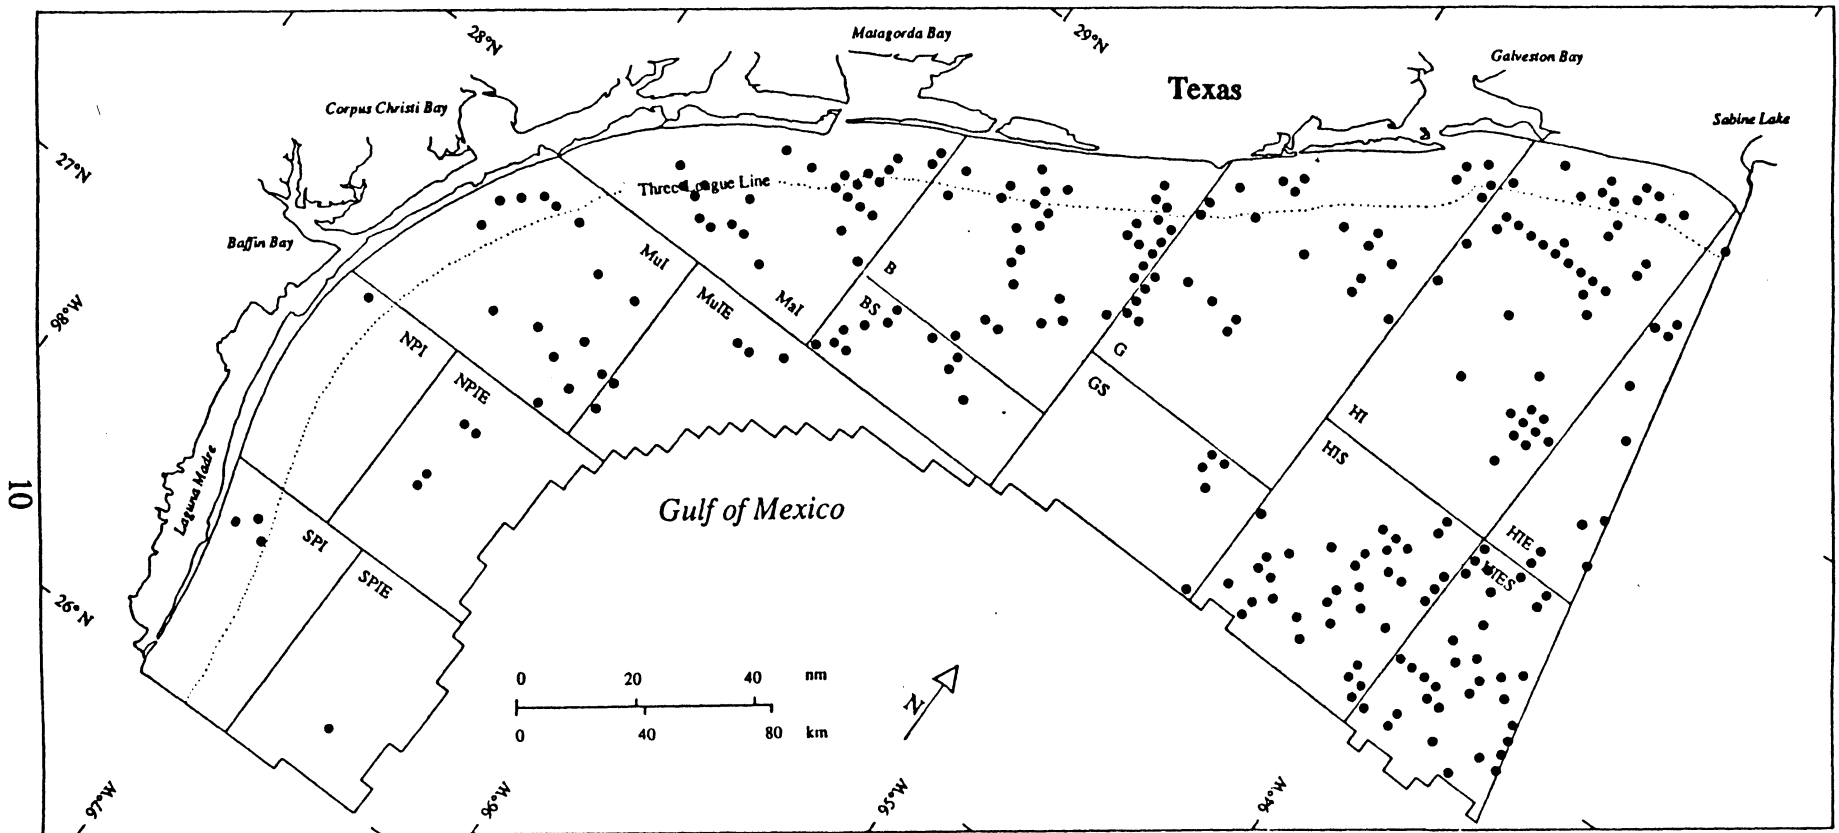 28°N
Matagorda Bay
29°N
Galveston Bay
Texas
Corpus Christi Bay
Sabine Lake
27°N
Three League Line
Baffin Bay
MuI
B
98°W
MuIE
MaI
BS
NPI
G
NPIE
GS
HI
HIS
Laguna Madre
10
Gulf of Mexico
SPI
HIE
SPIE
HIES
26°N
0 20 40 nm
0 40 80 km
N
97°W
96°W
95°W
94°W